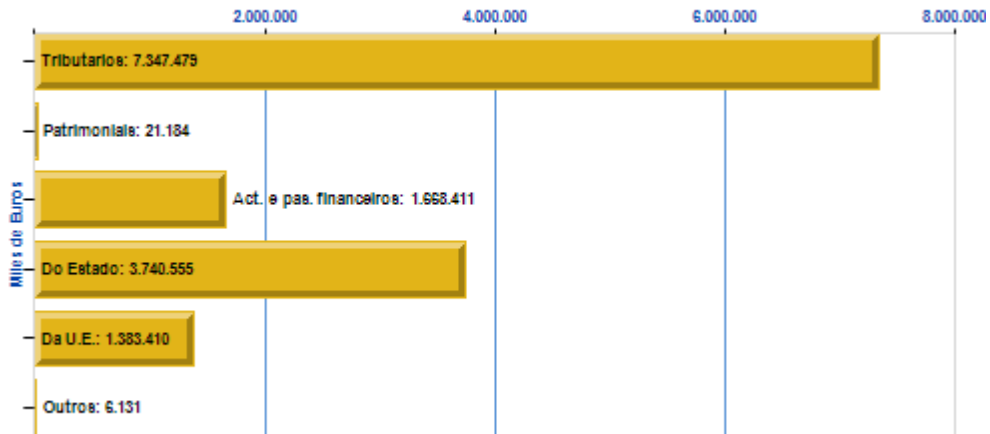 2.000.000 4.000.000 6.000.000 8.000.000
Tributarios: 7.347.479
Patrimoniais: 21.184
Act. e pas. financeiros: 1.668.411
Do Estado: 3.740.555
Da U.E.: 1.383.410
Outros: 6.131
Miles de Euros